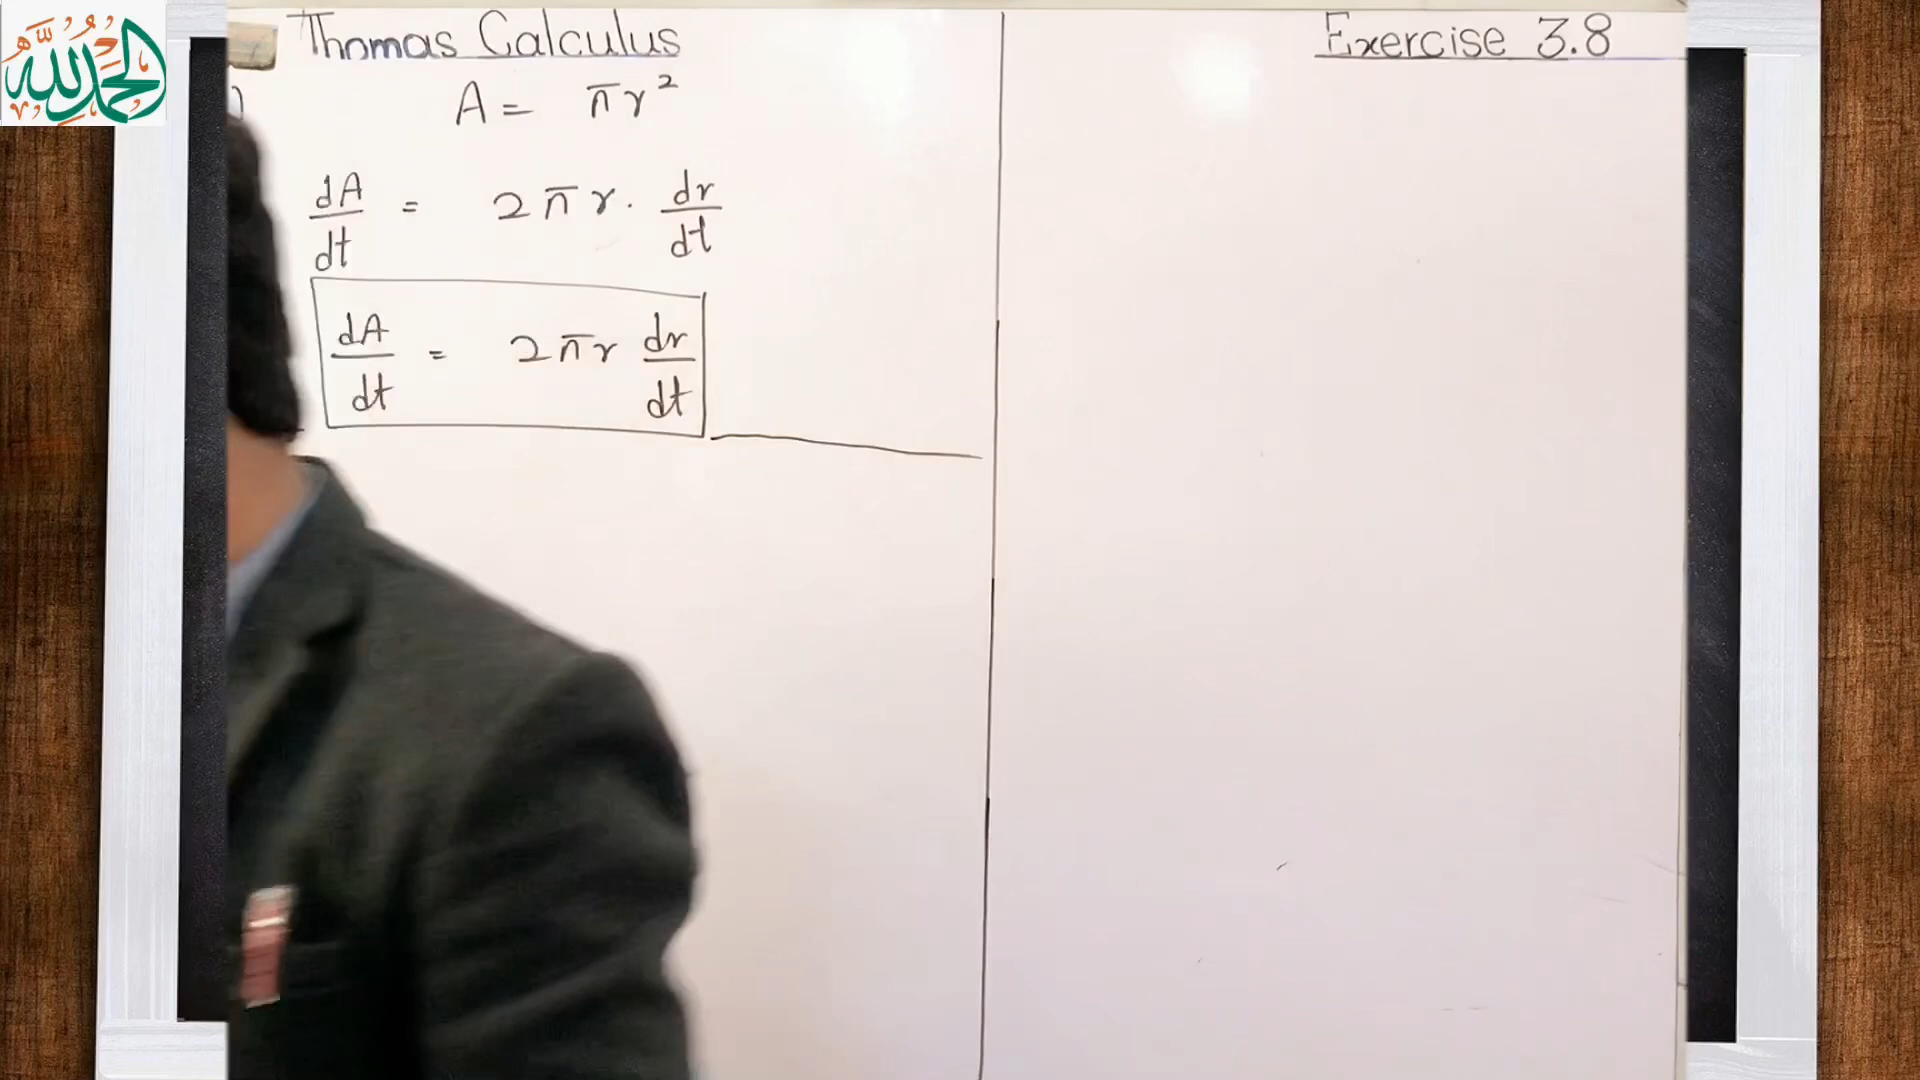 الحمد لله
Thomas Calculus
Exercise 3.8
)
A = πr²
dA/dt = 2πr. dr/dt
dA/dt = 2πr dr/dt